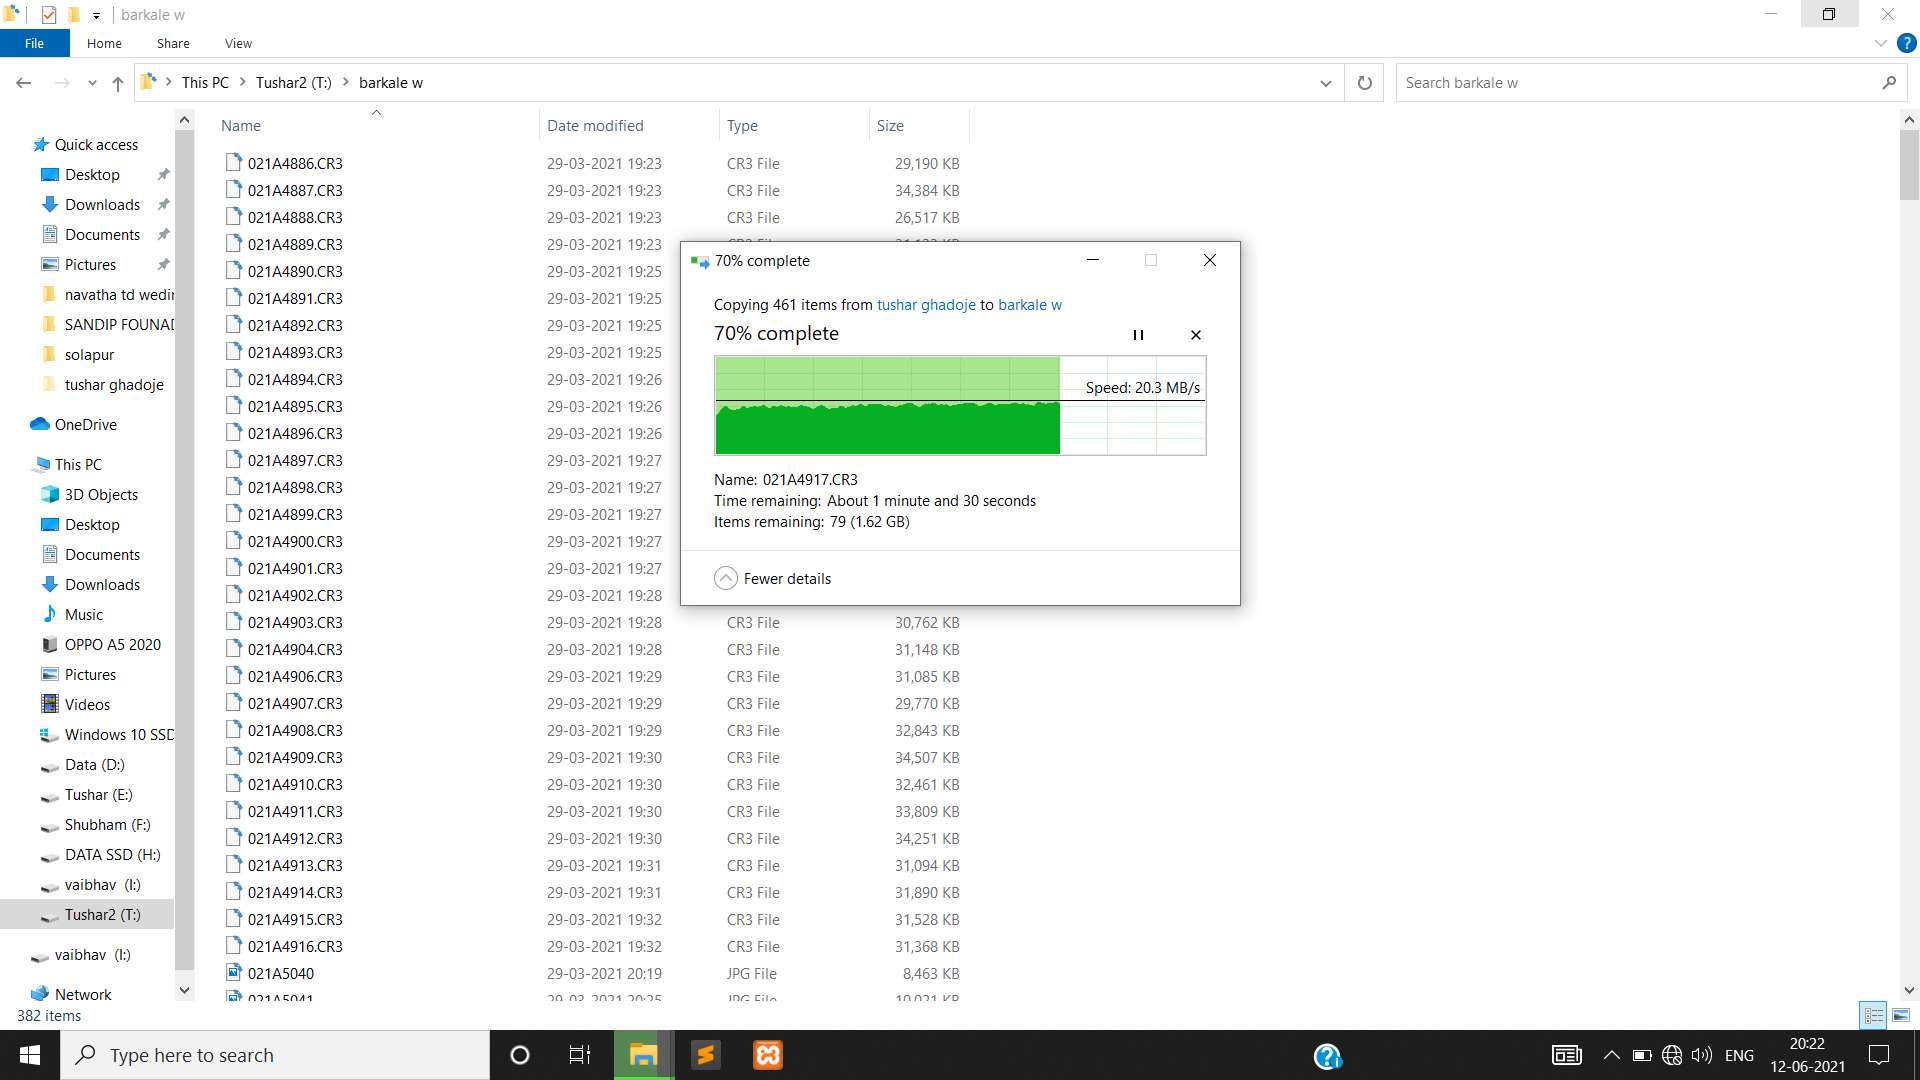 barkale w
File Home Share View
This PC Tushar2 (T:) barkale w
Search barkale w
Name Date modified Type Size
Quick access
Desktop
Downloads
Documents
Pictures
navatha td wedir
SANDIP FOUNAD
solapur
tushar ghadoje
OneDrive
This PC
3D Objects
Desktop
Documents
Downloads
Music
OPPO A5 2020
Pictures
Videos
Windows 10 SSD
Data (D:)
Tushar (E:)
Shubham (F:)
DATA SSD (H:)
vaibhav (I:)
Tushar2 (T:)
vaibhav (I:)
Network
021A4886.CR3 29-03-2021 19:23 CR3 File 29,190 KB
021A4887.CR3 29-03-2021 19:23 CR3 File 34,384 KB
021A4888.CR3 29-03-2021 19:23 CR3 File 26,517 KB
021A4889.CR3 29-03-2021 19:23
021A4890.CR3 29-03-2021 19:25
021A4891.CR3 29-03-2021 19:25
021A4892.CR3 29-03-2021 19:25
021A4893.CR3 29-03-2021 19:25
021A4894.CR3 29-03-2021 19:26
021A4895.CR3 29-03-2021 19:26
021A4896.CR3 29-03-2021 19:26
021A4897.CR3 29-03-2021 19:27
021A4898.CR3 29-03-2021 19:27
021A4899.CR3 29-03-2021 19:27
021A4900.CR3 29-03-2021 19:27
021A4901.CR3 29-03-2021 19:27
021A4902.CR3 29-03-2021 19:28
021A4903.CR3 29-03-2021 19:28 CR3 File 30,762 KB
021A4904.CR3 29-03-2021 19:28 CR3 File 31,148 KB
021A4906.CR3 29-03-2021 19:29 CR3 File 31,085 KB
021A4907.CR3 29-03-2021 19:29 CR3 File 29,770 KB
021A4908.CR3 29-03-2021 19:29 CR3 File 32,843 KB
021A4909.CR3 29-03-2021 19:30 CR3 File 34,507 KB
021A4910.CR3 29-03-2021 19:30 CR3 File 32,461 KB
021A4911.CR3 29-03-2021 19:30 CR3 File 33,809 KB
021A4912.CR3 29-03-2021 19:30 CR3 File 34,251 KB
021A4913.CR3 29-03-2021 19:31 CR3 File 31,094 KB
021A4914.CR3 29-03-2021 19:31 CR3 File 31,890 KB
021A4915.CR3 29-03-2021 19:32 CR3 File 31,528 KB
021A4916.CR3 29-03-2021 19:32 CR3 File 31,368 KB
021A5040 29-03-2021 20:19 JPG File 8,463 KB
021A5041 29-03-2021 20:25 JPG File 10,021 KB
70% complete
Copying 461 items from tushar ghadoje to barkale w
70% complete
Speed: 20.3 MB/s
Name: 021A4917.CR3
Time remaining: About 1 minute and 30 seconds
Items remaining: 79 (1.62 GB)
Fewer details
382 items
Type here to search
ENG
20:22
12-06-2021